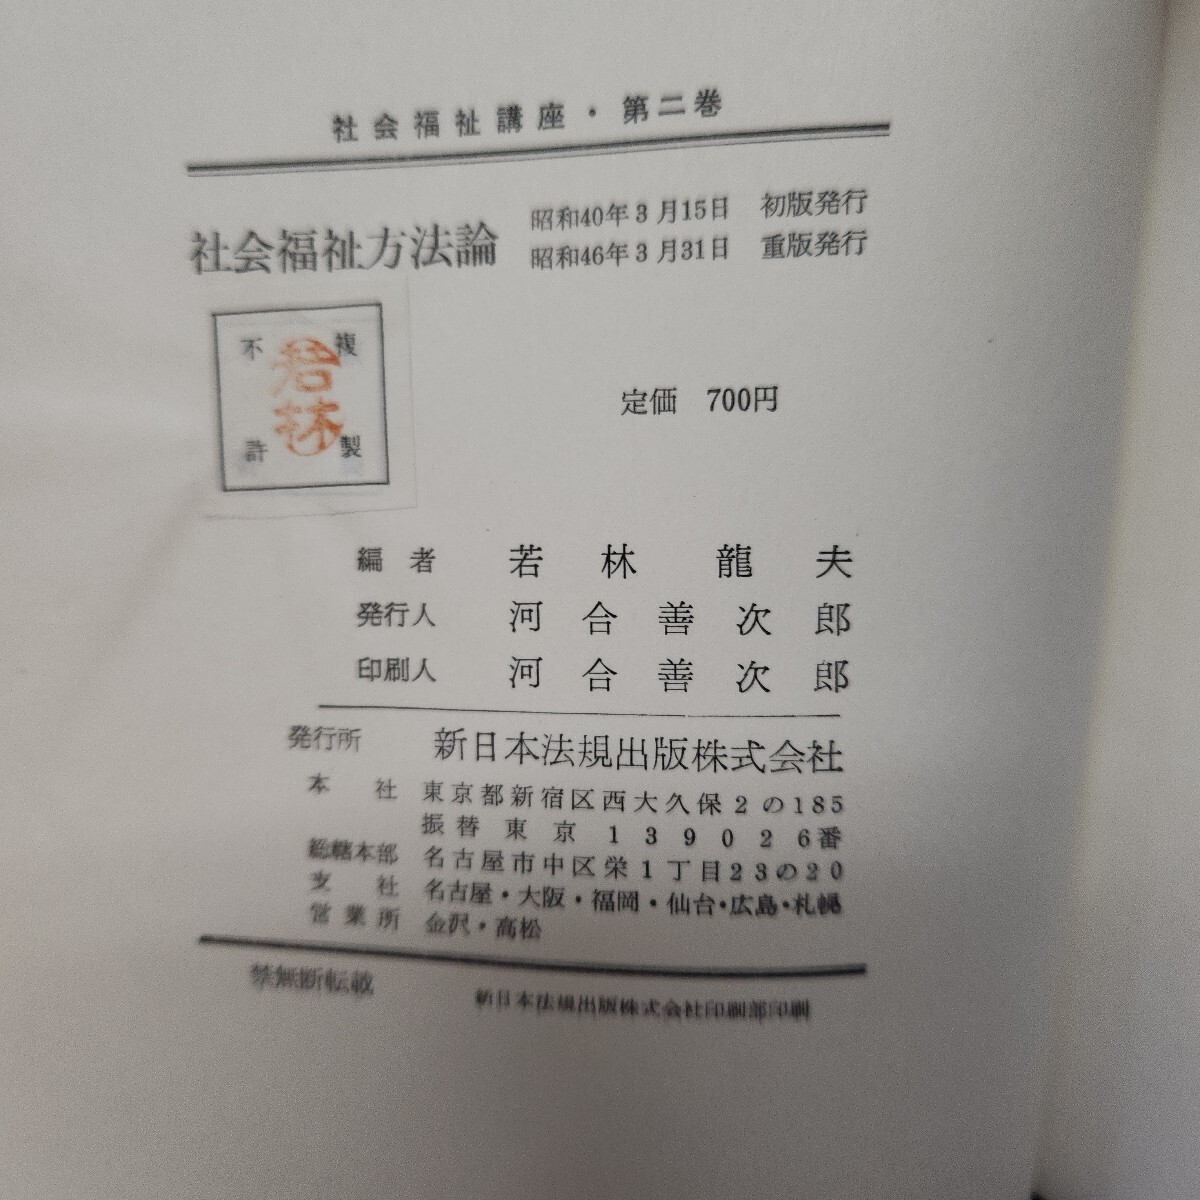 社会福祉講座・第二巻
社会福祉方法論
昭和40年3月15日 初版発行
昭和46年3月31日 重版発行
不許
複製
若林
定価 700円
編者 若林龍夫
発行人 河合善次郎
印刷人 河合善次郎
発行所 新日本法規出版株式会社
本社 東京都新宿区西大久保2の185
振替東京139026番
総轄本部 名古屋市中区栄1丁目23の20
支社 名古屋・大阪・福岡・仙台・広島・札幌
営業所 金沢・高松
禁無断転載
新日本法規出版株式会社印刷部印刷